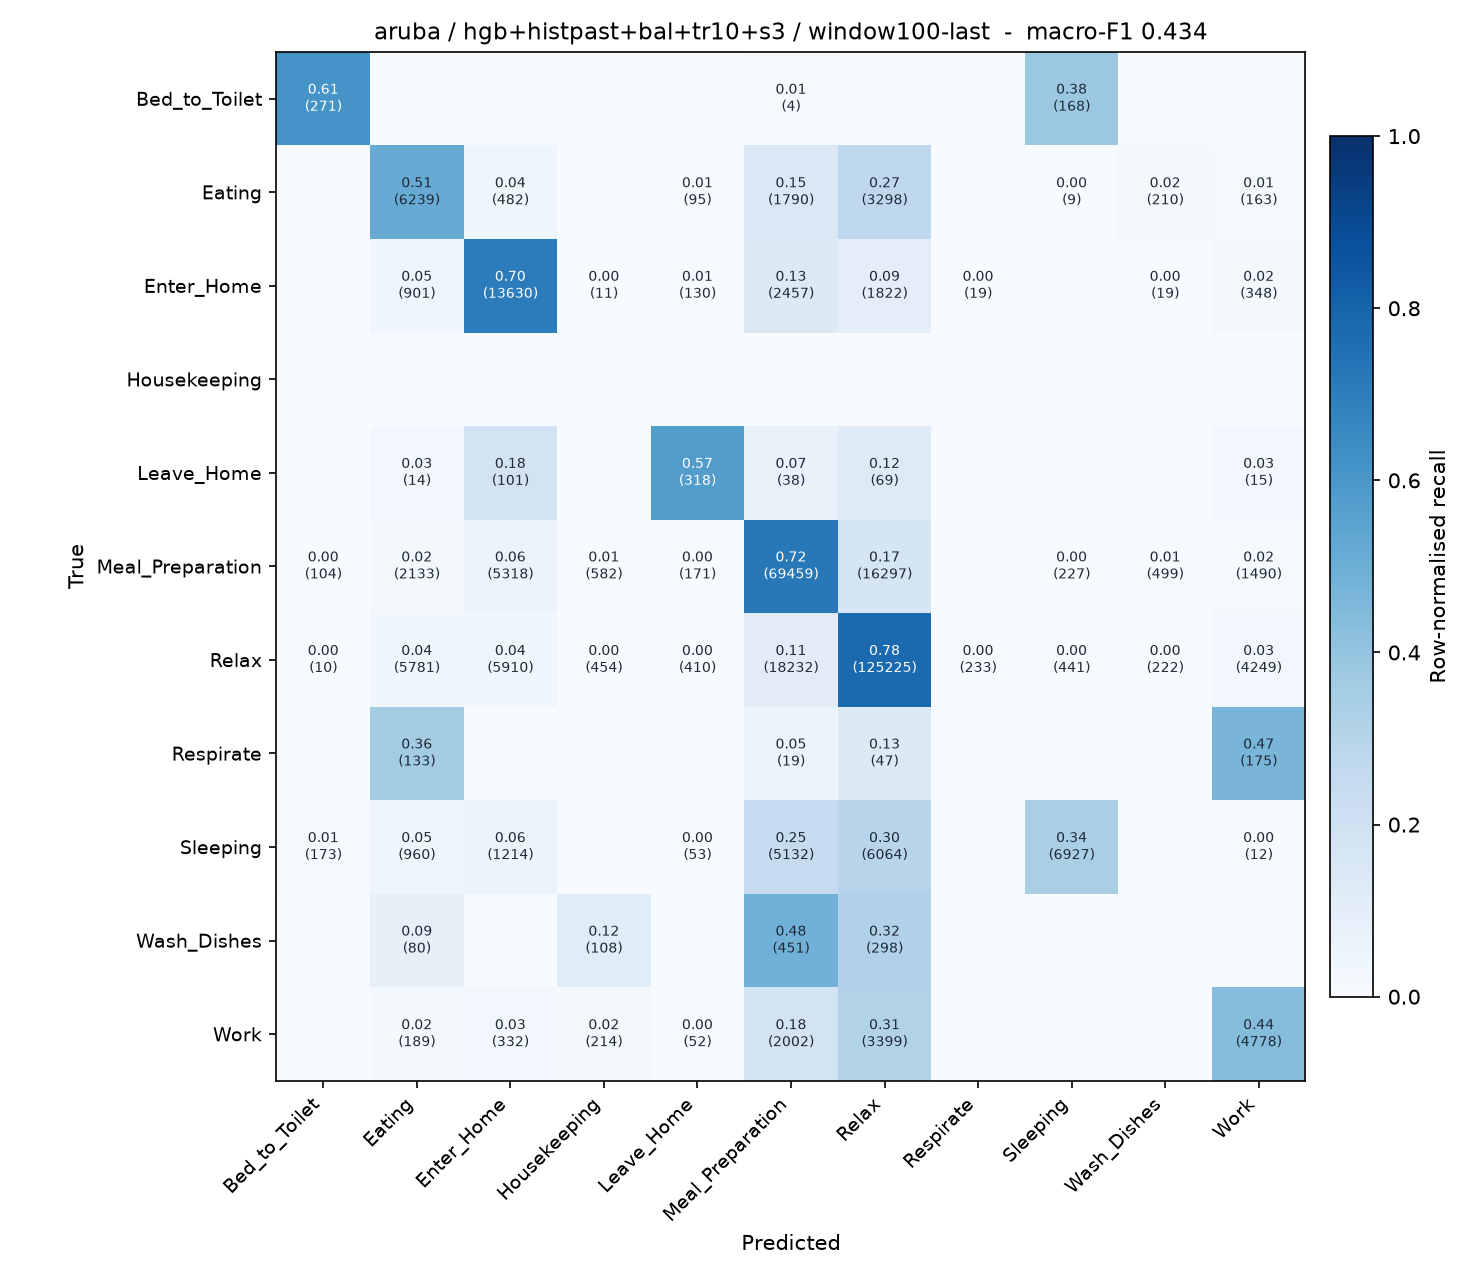 aruba / hgb+histpast+bal+tr10+s3 / window100-last - macro-F1 0.434
Bed_to_Toilet 0.61 0.01 0.38
(271) (4) (168)
Eating 0.51 0.04 0.01 0.15 0.27 0.00 0.02 0.01
(6239) (482) (95) (1790) (3298) (9) (210) (163)
Enter_Home 0.05 0.70 0.00 0.01 0.13 0.09 0.00 0.00 0.02
(901) (13630) (11) (130) (2457) (1822) (19) (19) (348)
Housekeeping
Leave_Home 0.03 0.18 0.57 0.07 0.12 0.03
(14) (101) (318) (38) (69) (15)
Meal_Preparation 0.00 0.02 0.06 0.01 0.00 0.72 0.17 0.00 0.01 0.02
(104) (2133) (5318) (582) (171) (69459) (16297) (227) (499) (1490)
Relax 0.00 0.04 0.04 0.00 0.00 0.11 0.78 0.00 0.00 0.00 0.03
(10) (5781) (5910) (454) (410) (18232) (125225) (233) (441) (222) (4249)
Respirate 0.36 0.05 0.13 0.47
(133) (19) (47) (175)
Sleeping 0.01 0.05 0.06 0.00 0.25 0.30 0.34 0.00
(173) (960) (1214) (53) (5132) (6064) (6927) (12)
Wash_Dishes 0.09 0.12 0.48 0.32
(80) (108) (451) (298)
Work 0.02 0.03 0.02 0.00 0.18 0.31 0.44
(189) (332) (214) (52) (2002) (3399) (4778)
True
Bed_to_Toilet Eating Enter_Home Housekeeping Leave_Home Meal_Preparation Relax Respirate Sleeping Wash_Dishes Work
Predicted
1.0
0.8
0.6
0.4
0.2
0.0
Row-normalised recall